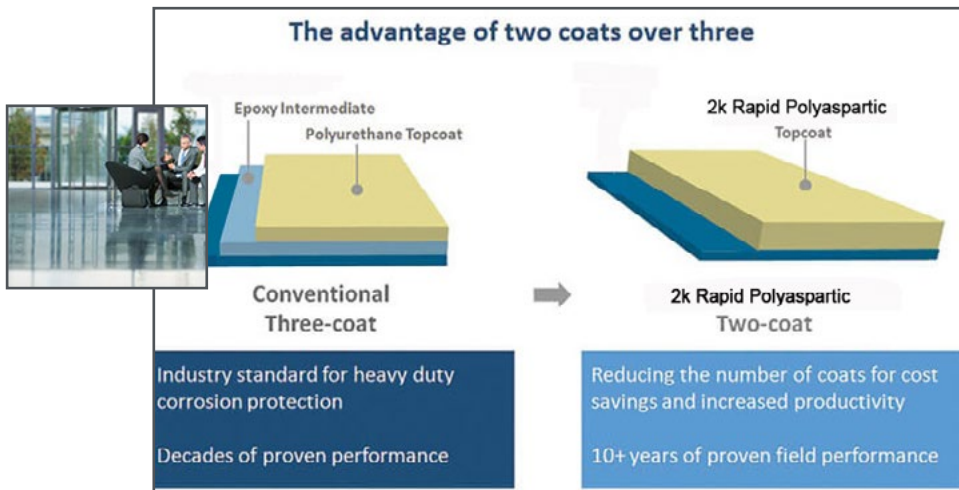 The advantage of two coats over three
Epoxy Intermediate
Polyurethane Topcoat
Conventional
Three-coat
Industry standard for heavy duty
corrosion protection
Decades of proven performance
2k Rapid Polyaspartic
Topcoat
2k Rapid Polyaspartic
Two-coat
Reducing the number of coats for cost
savings and increased productivity
10+ years of proven field performance